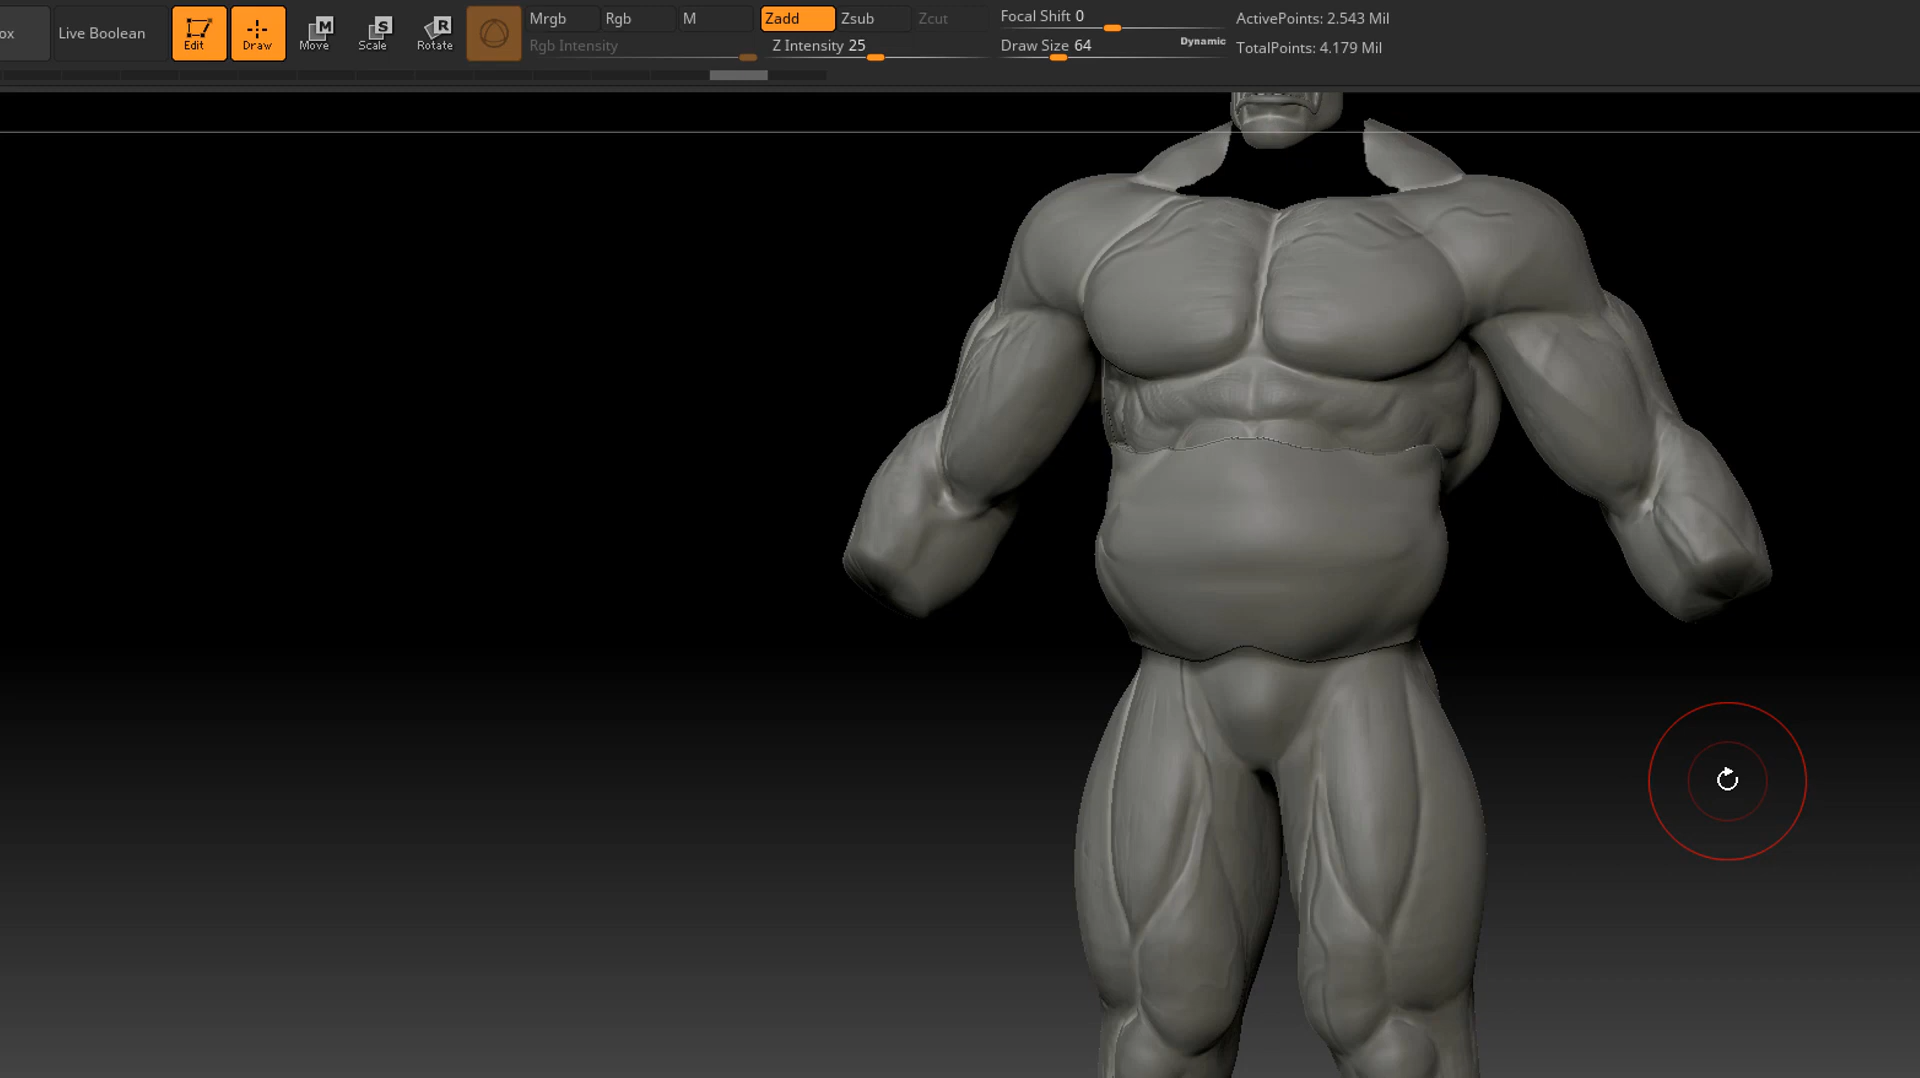 ox
Live Boolean
Edit
Draw
M
Move
S
Scale
R
Rotate
Mrgb
Rgb
M
Rgb Intensity
Zadd
Zsub
Zcut
Z Intensity 25
Focal Shift 0
Draw Size 64
Dynamic
ActivePoints: 2.543 Mil
TotalPoints: 4.179 Mil